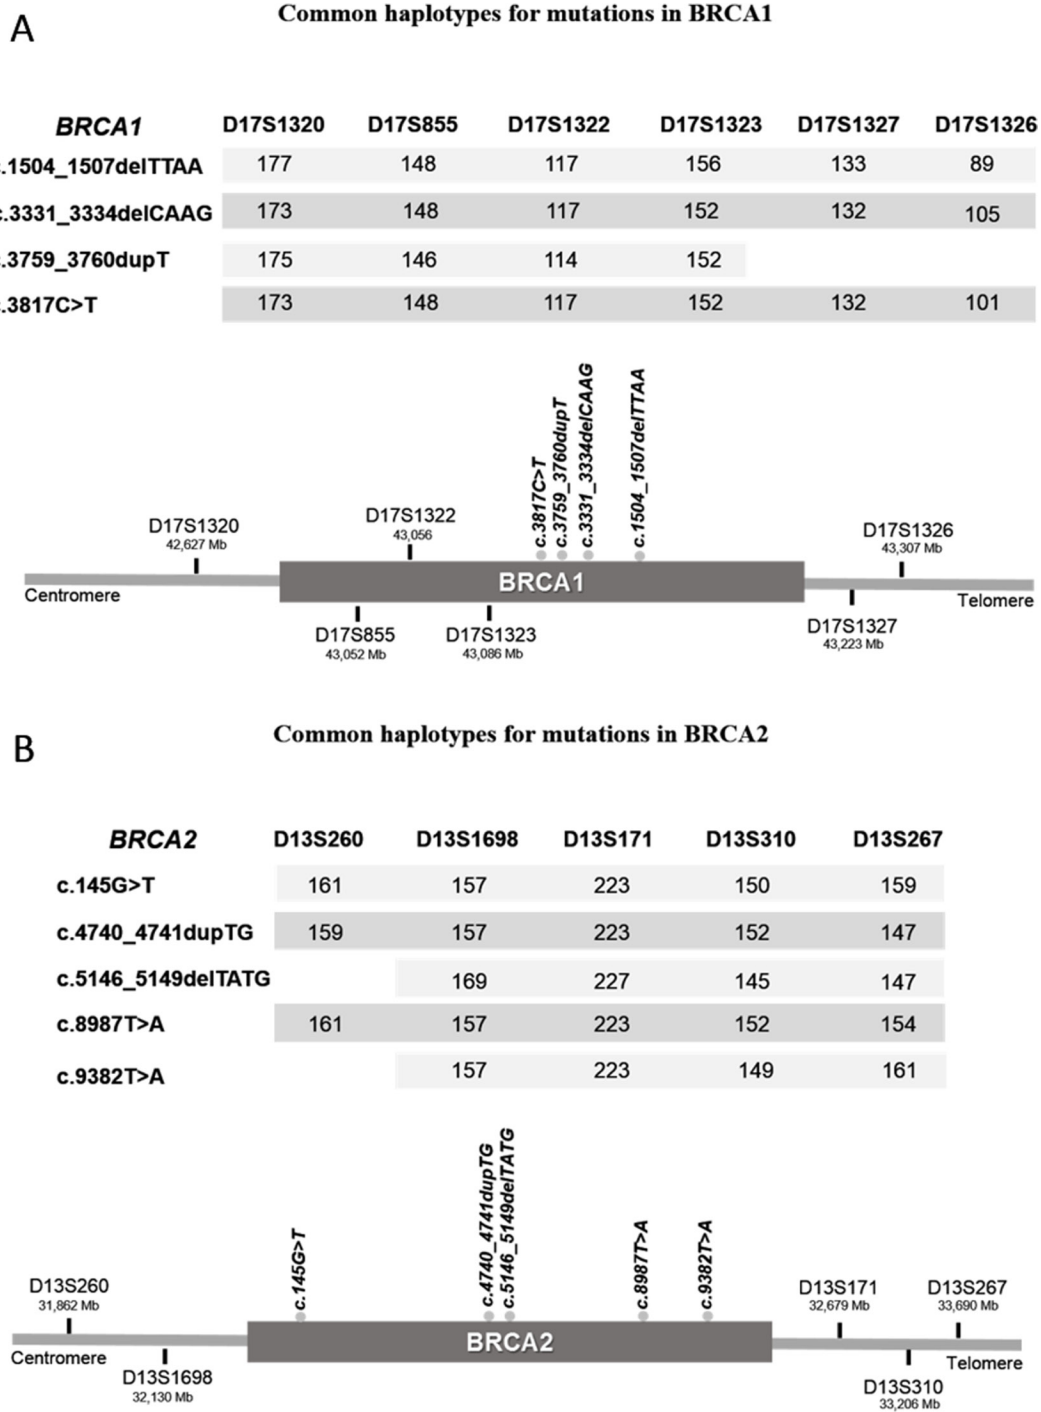 A
Common haplotypes for mutations in BRCA1
BRCA1 D17S1320 D17S855 D17S1322 D17S1323 D17S1327 D17S1326
c.1504_1507delTTAA 177 148 117 156 133 89
c.3331_3334delCAAG 173 148 117 152 132 105
c.3759_3760dupT 175 146 114 152
c.3817C>T 173 148 117 152 132 101
c.3817C>T
c.3759_3760dupT
c.3331_3334delCAAG
c.1504_1507delTTAA
D17S1320
42,627 Mb
D17S1322
43,056
D17S1326
43,307 Mb
BRCA1
Centromere
Telomere
D17S855
43,052 Mb
D17S1323
43,086 Mb
D17S1327
43,223 Mb
B
Common haplotypes for mutations in BRCA2
BRCA2 D13S260 D13S1698 D13S171 D13S310 D13S267
c.145G>T 161 157 223 150 159
c.4740_4741dupTG 159 157 223 152 147
c.5146_5149delTATG 169 227 145 147
c.8987T>A 161 157 223 152 154
c.9382T>A 157 223 149 161
c.145G>T
c.4740_4741dupTG
c.5146_5149delTATG
c.8987T>A
c.9382T>A
D13S260
31,862 Mb
D13S171
32,679 Mb
D13S267
33,690 Mb
BRCA2
Centromere
Telomere
D13S1698
32,130 Mb
D13S310
33,206 Mb